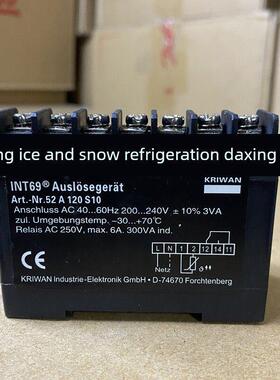 ng ice and snow refrigeration daxing
KRIWAN
INT69® Auslösegerät
Art.-Nr.52 A 120 S10
Anschluss AC 40...60Hz 200...240V ± 10% 3VA
zul. Umgebungstemp. -30...+70°C
Relais AC 250V, max. 6A. 300VA ind.
12 14 11
L N 1 2
Netz
KRIWAN Industrie-Elektronik GmbH • D-74670 Forchtenberg